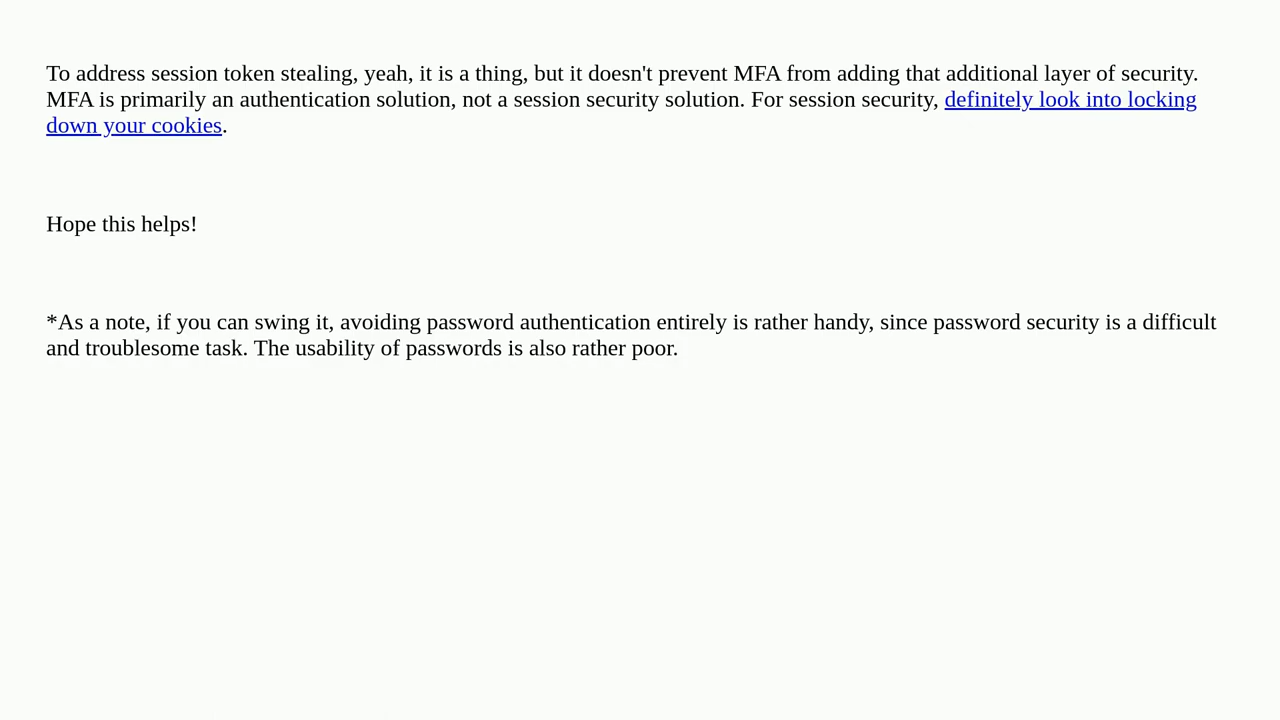 To address session token stealing, yeah, it is a thing, but it doesn't prevent MFA from adding that additional layer of security.
MFA is primarily an authentication solution, not a session security solution. For session security, definitely look into locking
down your cookies.
Hope this helps!
*As a note, if you can swing it, avoiding password authentication entirely is rather handy, since password security is a difficult
and troublesome task. The usability of passwords is also rather poor.